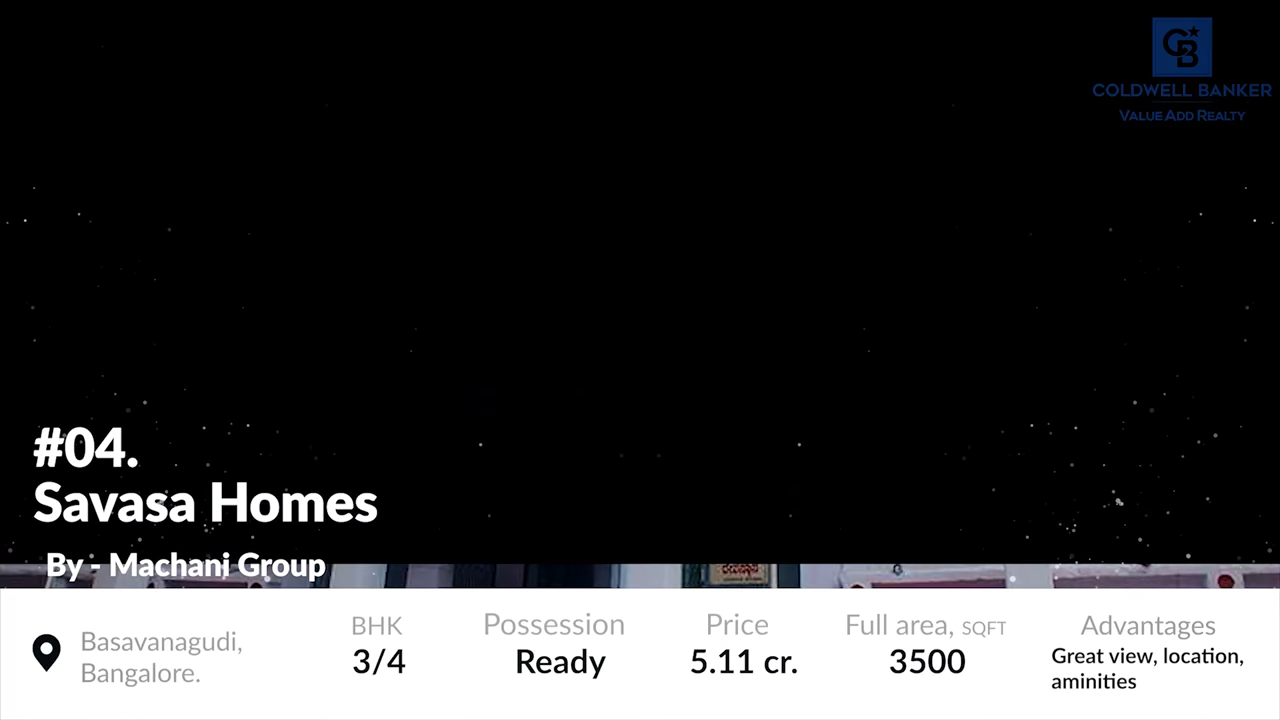 COLDWELL BANKER
VALUE ADD REALTY
#04.
Savasa Homes
By - Machani Group
Basavanagudi,
Bangalore.
BHK
3/4
Possession
Ready
Price
5.11 cr.
Full area, SQFT
3500
Advantages
Great view, location,
aminities